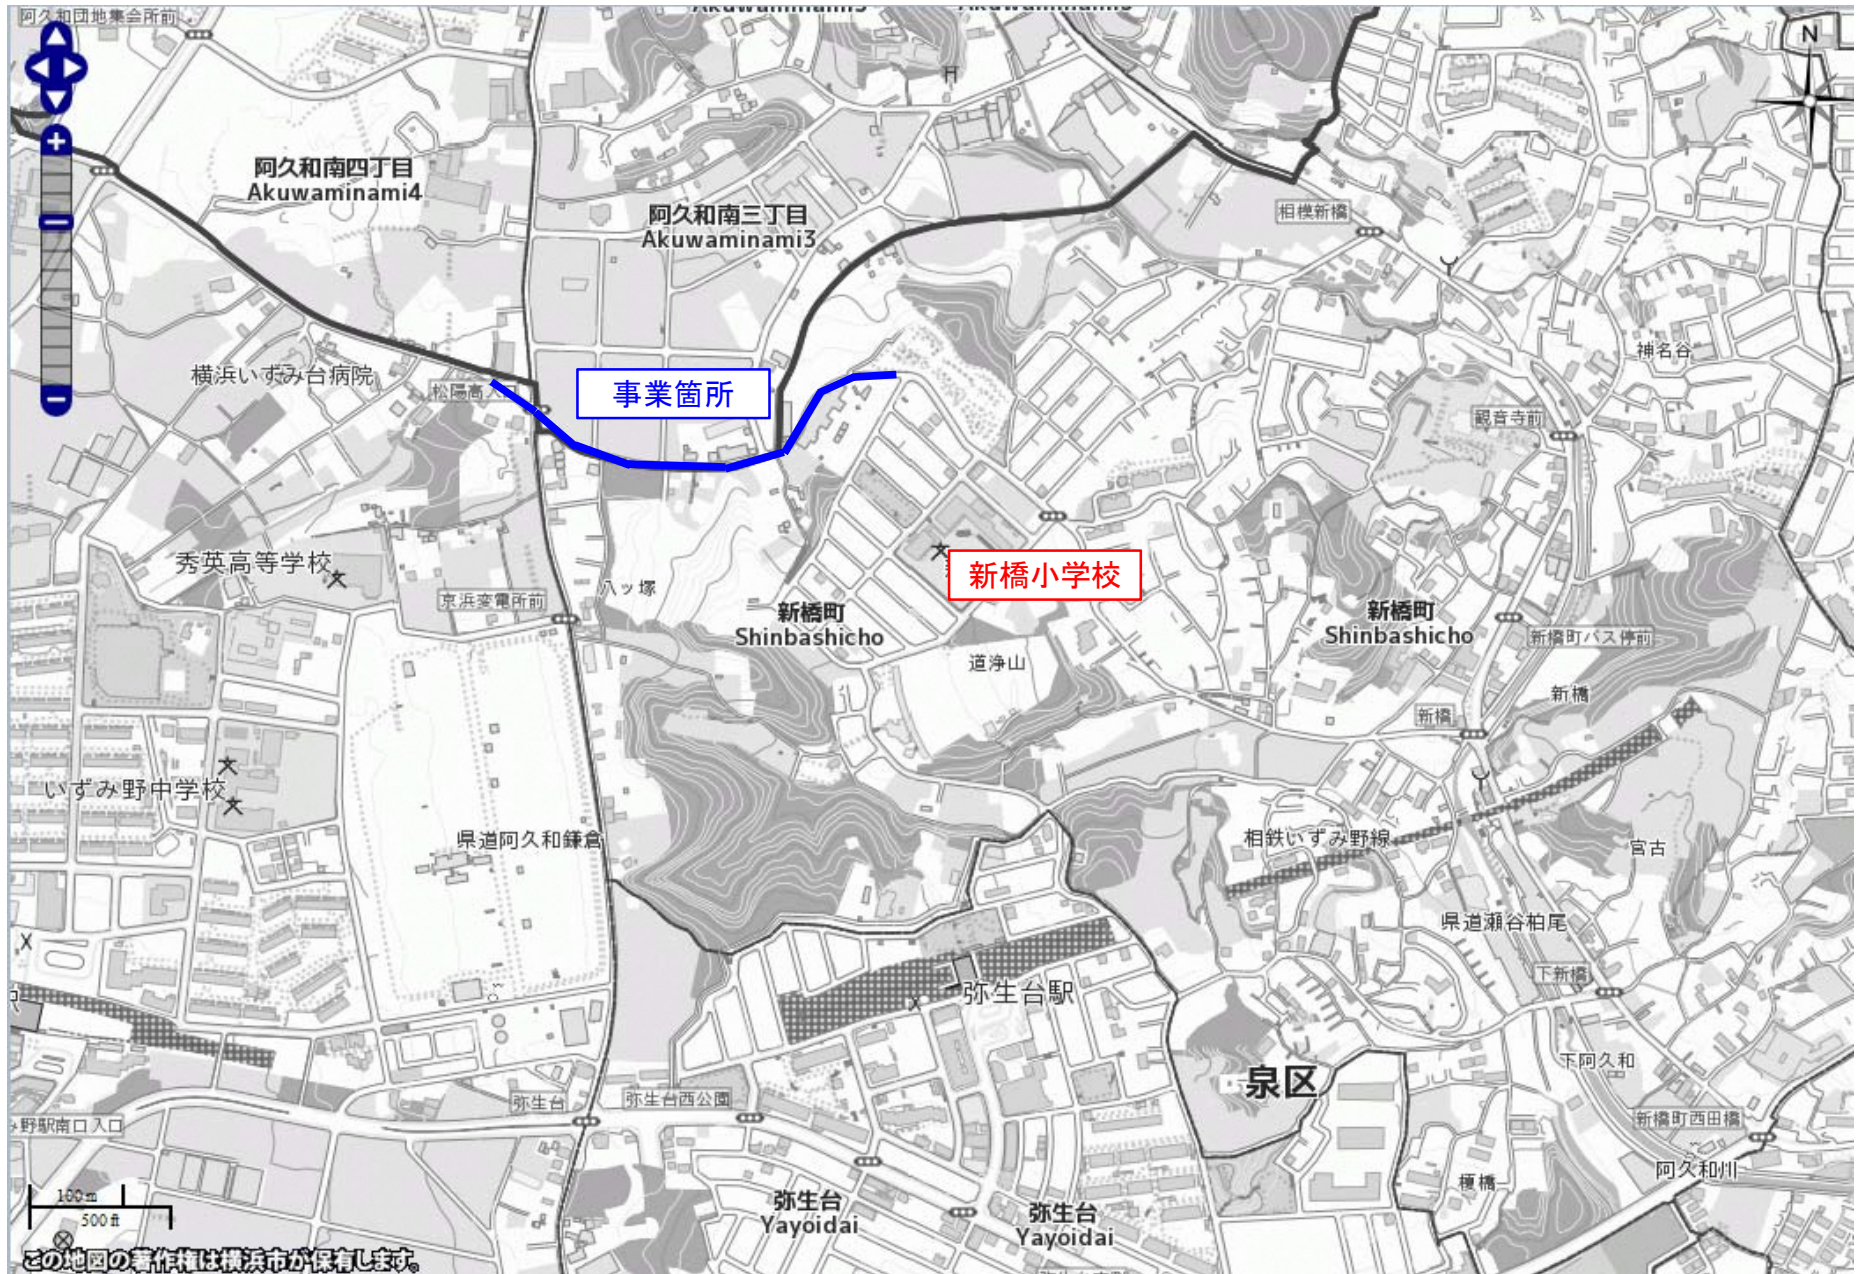 阿久和団地集会所前
N
阿久和南四丁目
Akuwaminami4
阿久和南三丁目
Akuwaminami3
相模新橋
横浜いずみ台病院
松陽高入口
事業箇所
神名谷
観音寺前
秀英高等学校
京浜変電所前
八ッ塚
新橋小学校
新橋町
Shinbashicho
新橋町
Shinbashicho
新橋町バス停前
道浄山
新橋
新橋
いずみ野中学校
県道阿久和鎌倉
相鉄いずみ野線
宮古
県道瀬谷柏尾
下新橋
弥生台駅
泉区
下阿久和
弥生台
弥生台西公園
新橋町西田橋
み野駅南口入口
阿久和川
榎橋
弥生台
Yayoidai
弥生台
Yayoidai
100 m
500 ft
この地図の著作権は横浜市が保有します。